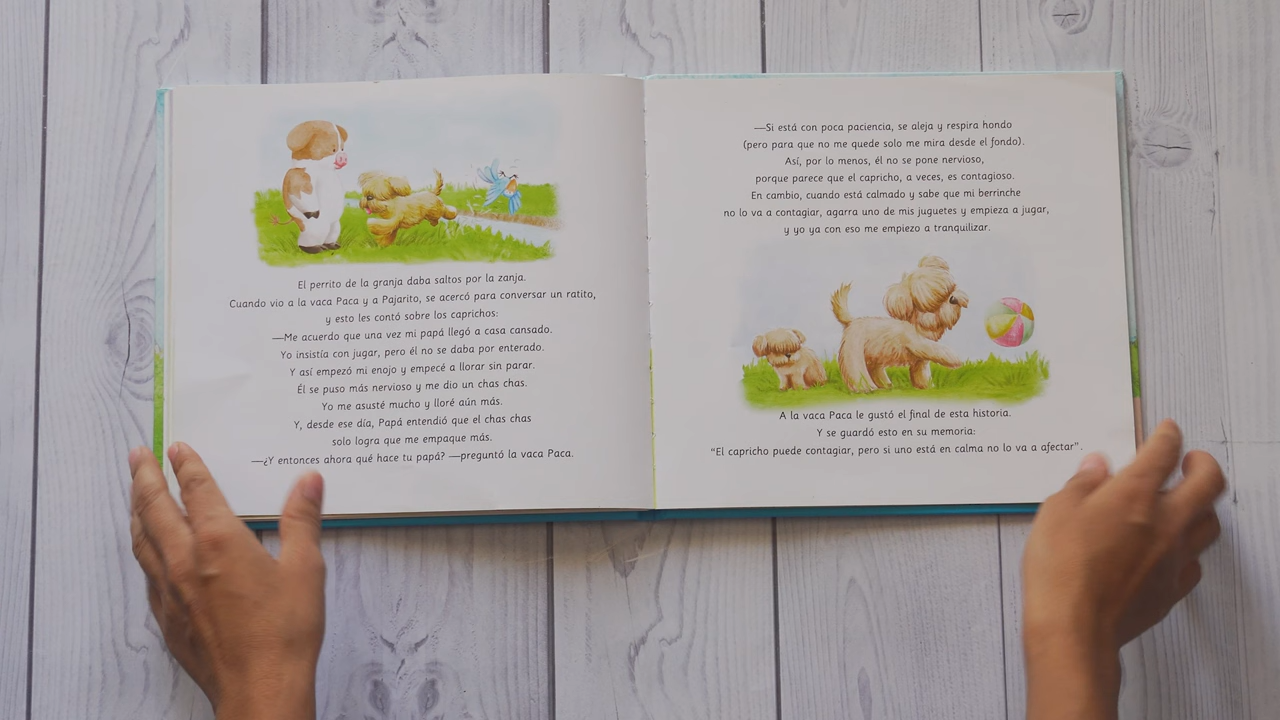 El perrito de la granja daba saltos por la zanja.
Cuando vio a la vaca Paca y a Pajarito, se acercó para conversar un ratito,
y esto les contó sobre los caprichos:
—Me acuerdo que una vez mi papá llegó a casa cansado.
Yo insistía con jugar, pero él no se daba por enterado.
Y así empezó mi enojo y empecé a llorar sin parar.
Él se puso más nervioso y me dio un chas chas.
Yo me asusté mucho y lloré aún más.
Y, desde ese día, Papá entendió que el chas chas
solo logra que me empaque más.
—¿Y entonces ahora qué hace tu papá? —preguntó la vaca Paca.
—Si está con poca paciencia, se aleja y respira hondo
(pero para que no me quede solo me mira desde el fondo).
Así, por lo menos, él no se pone nervioso,
porque parece que el capricho, a veces, es contagioso.
En cambio, cuando está calmado y sabe que mi berrinche
no lo va a contagiar, agarra uno de mis juguetes y empieza a jugar,
y yo ya con eso me empiezo a tranquilizar.
A la vaca Paca le gustó el final de esta historia.
Y se guardó esto en su memoria:
“El capricho puede contagiar, pero si uno está en calma no lo va a afectar”.